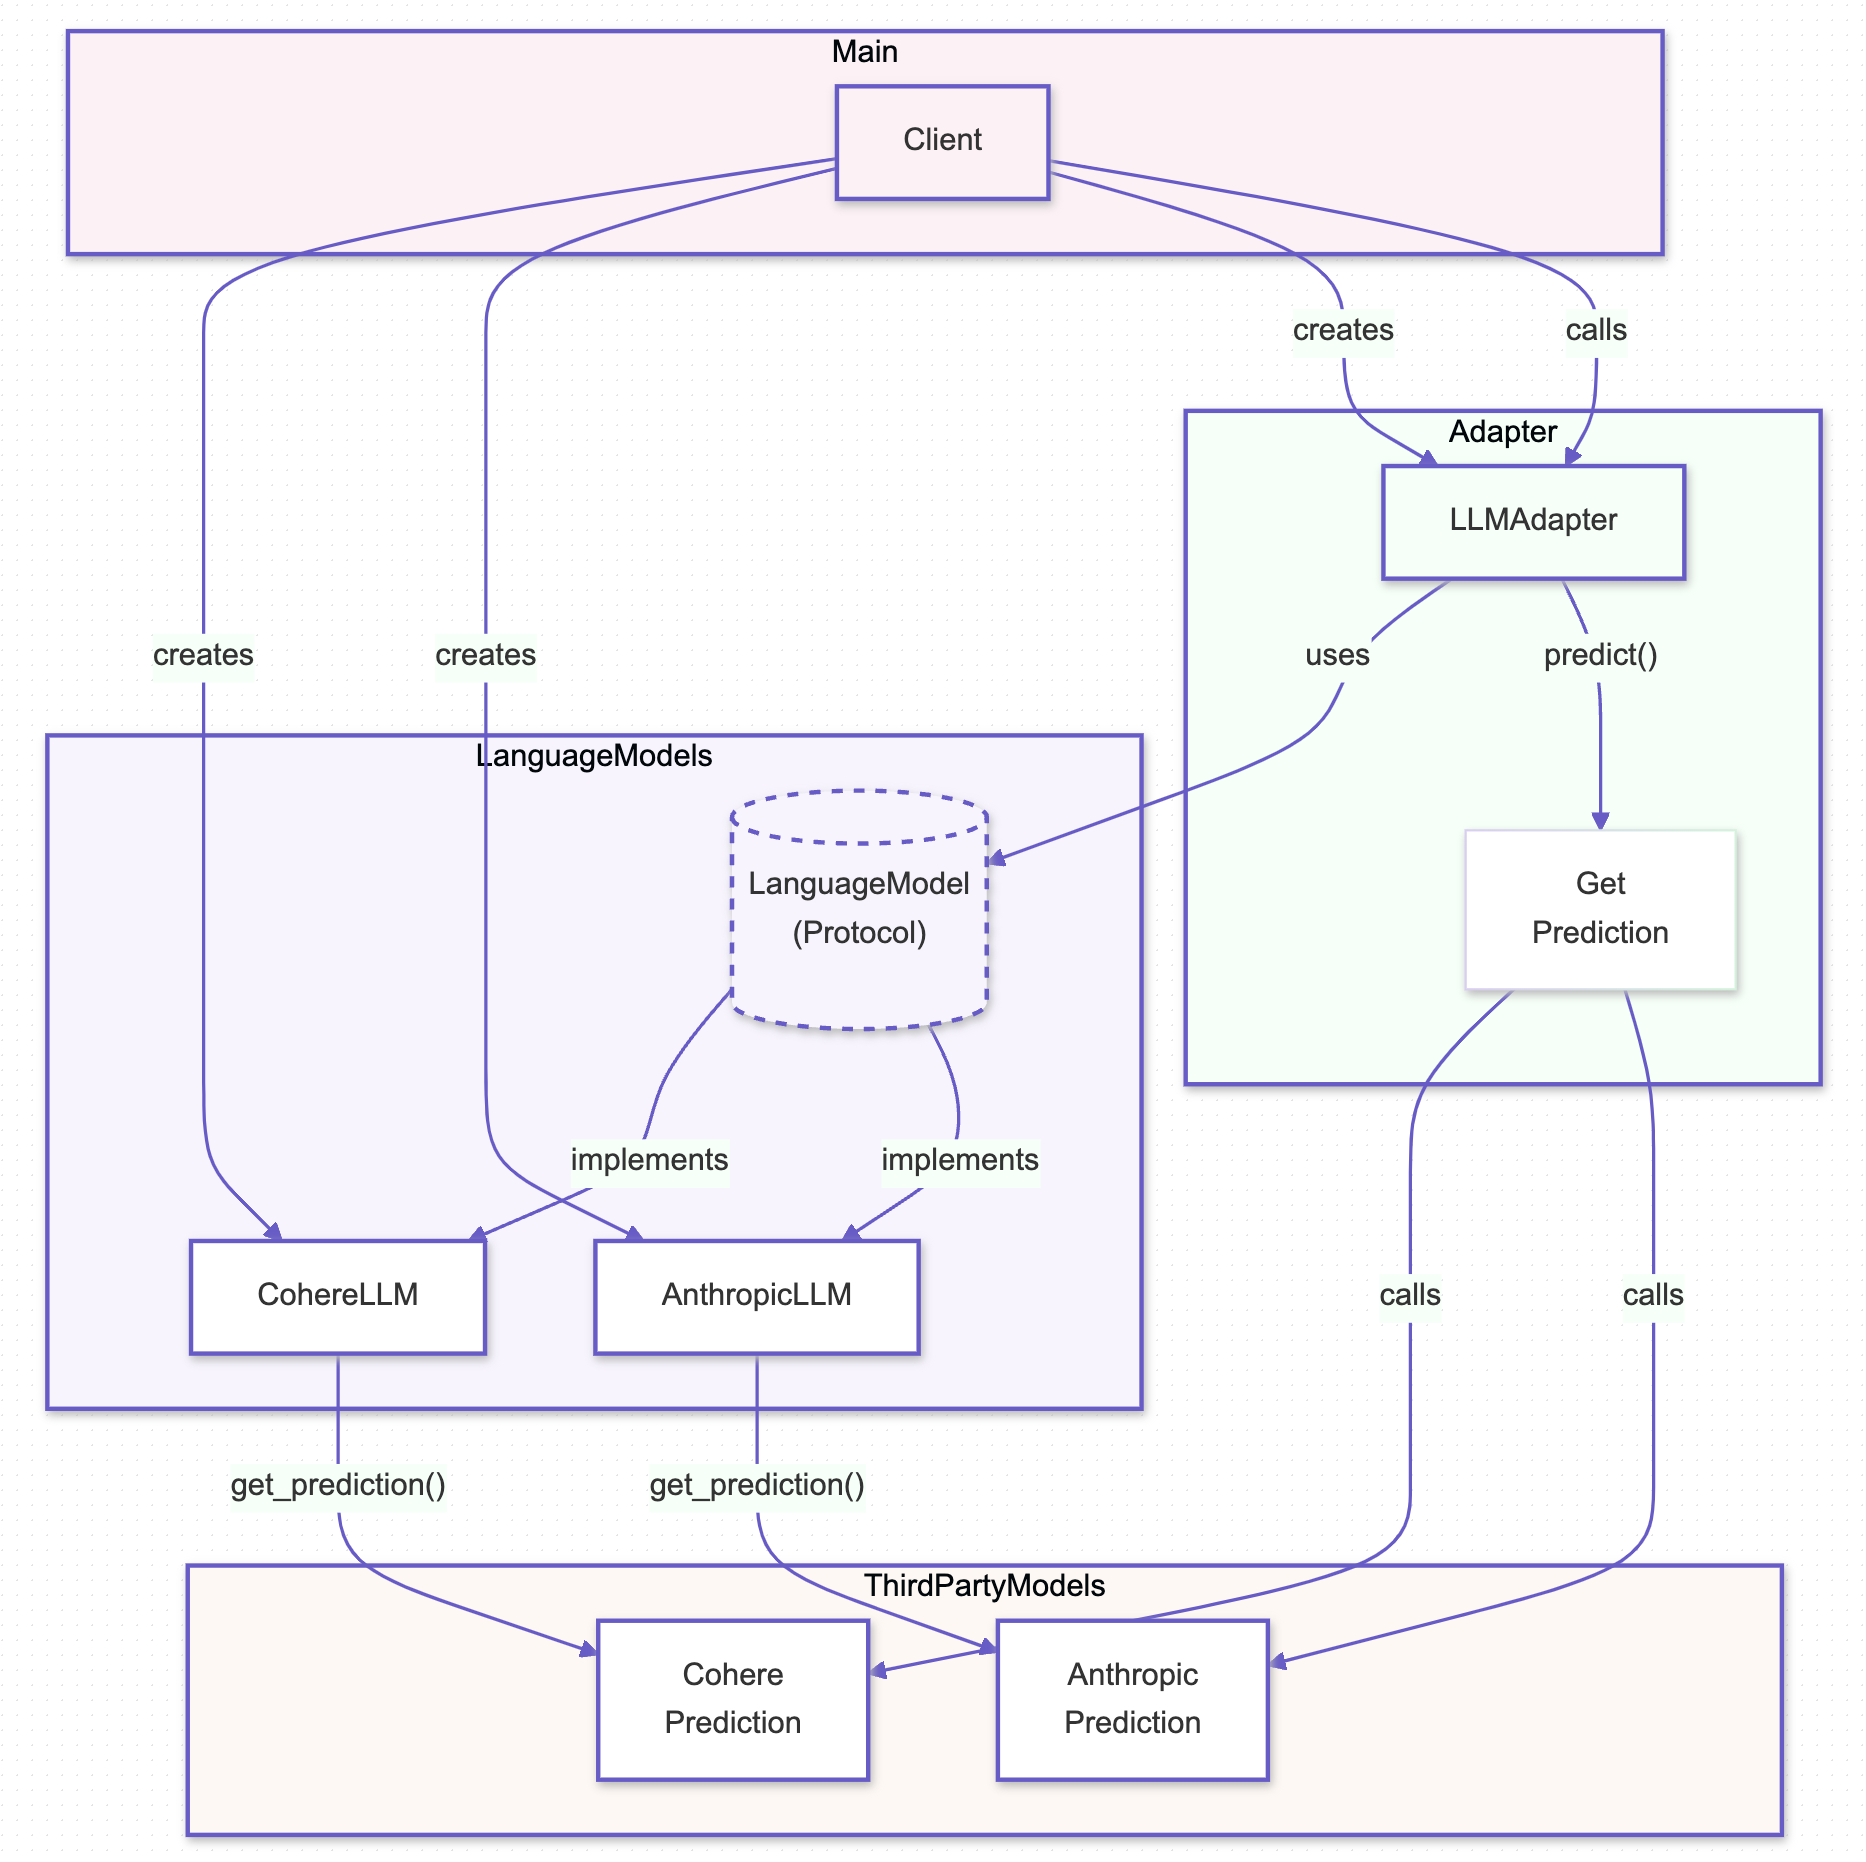 Main
Client
creates
calls
Adapter
LLMAdapter
creates
creates
uses
predict()
LanguageModels
LanguageModel
(Protocol)
Get
Prediction
implements
implements
CohereLLM
AnthropicLLM
calls
calls
get_prediction()
get_prediction()
ThirdPartyModels
Cohere
Prediction
Anthropic
Prediction